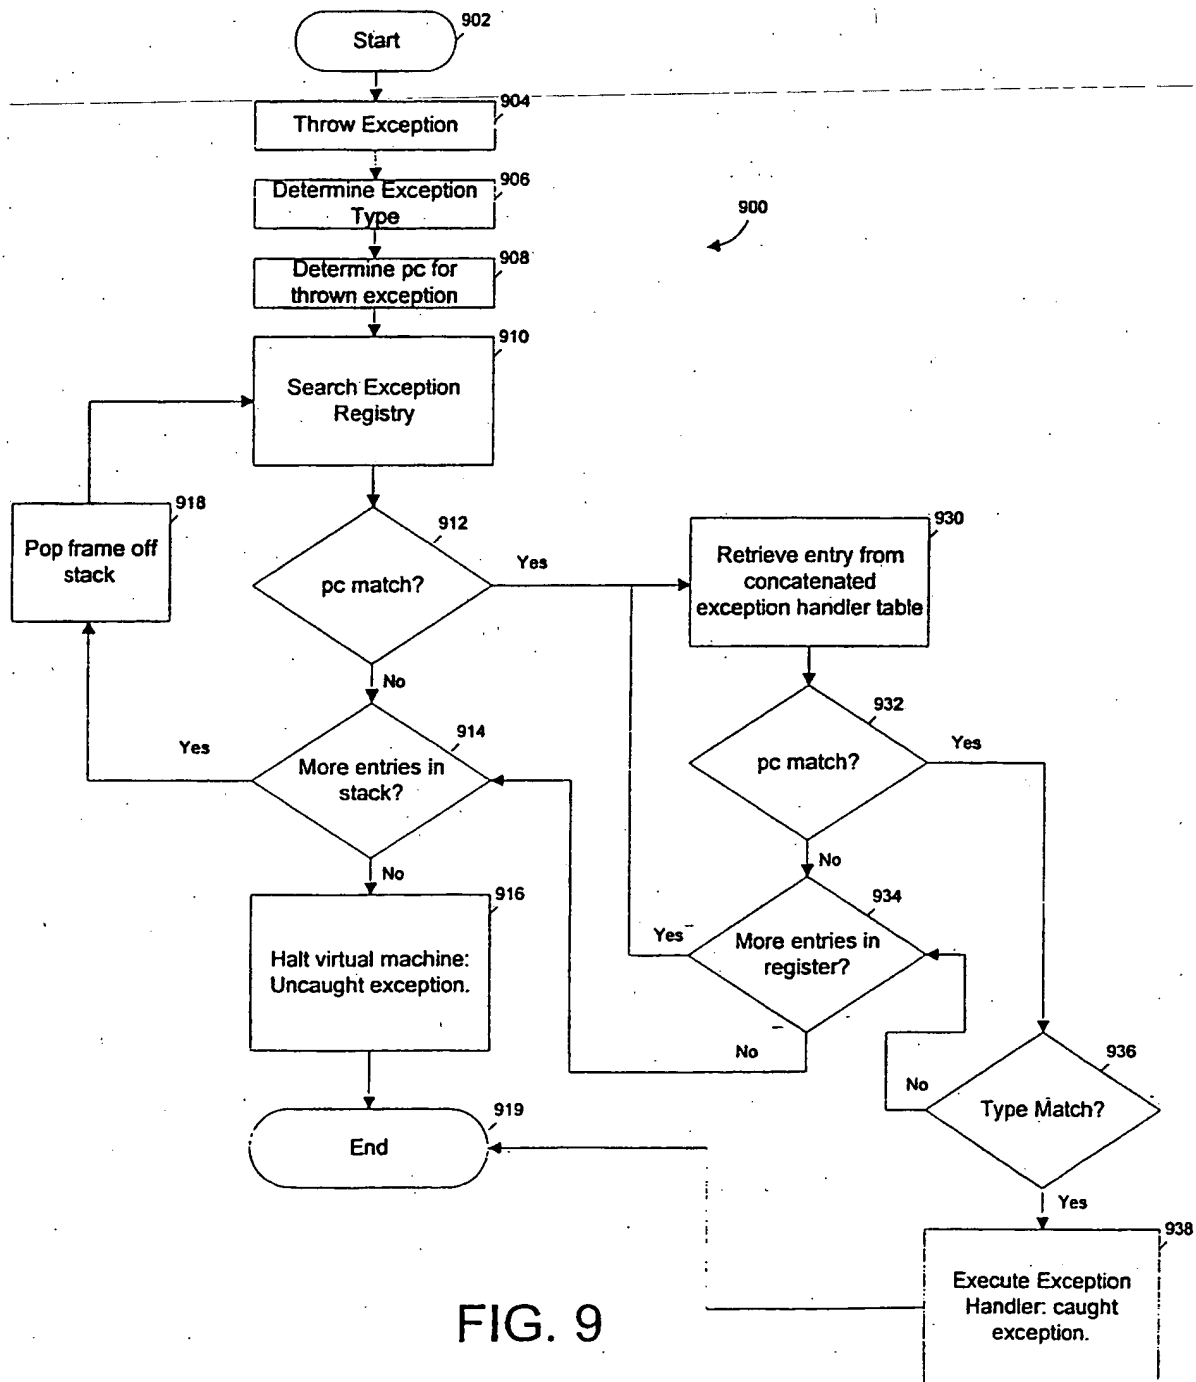 902
Start
904
Throw Exception
906
Determine Exception
Type
900
908
Determine pc for
thrown exception
910
Search Exception
Registry
918
Pop frame off
stack
912
pc match?
Yes
930
Retrieve entry from
concatenated
exception handler table
No
932
pc match?
Yes
914
More entries in
stack?
Yes
No
No
934
More entries in
register?
Yes
No
916
Halt virtual machine:
Uncaught exception.
936
Type Match?
No
Yes
919
End
938
Execute Exception
Handler: caught
exception.
FIG. 9